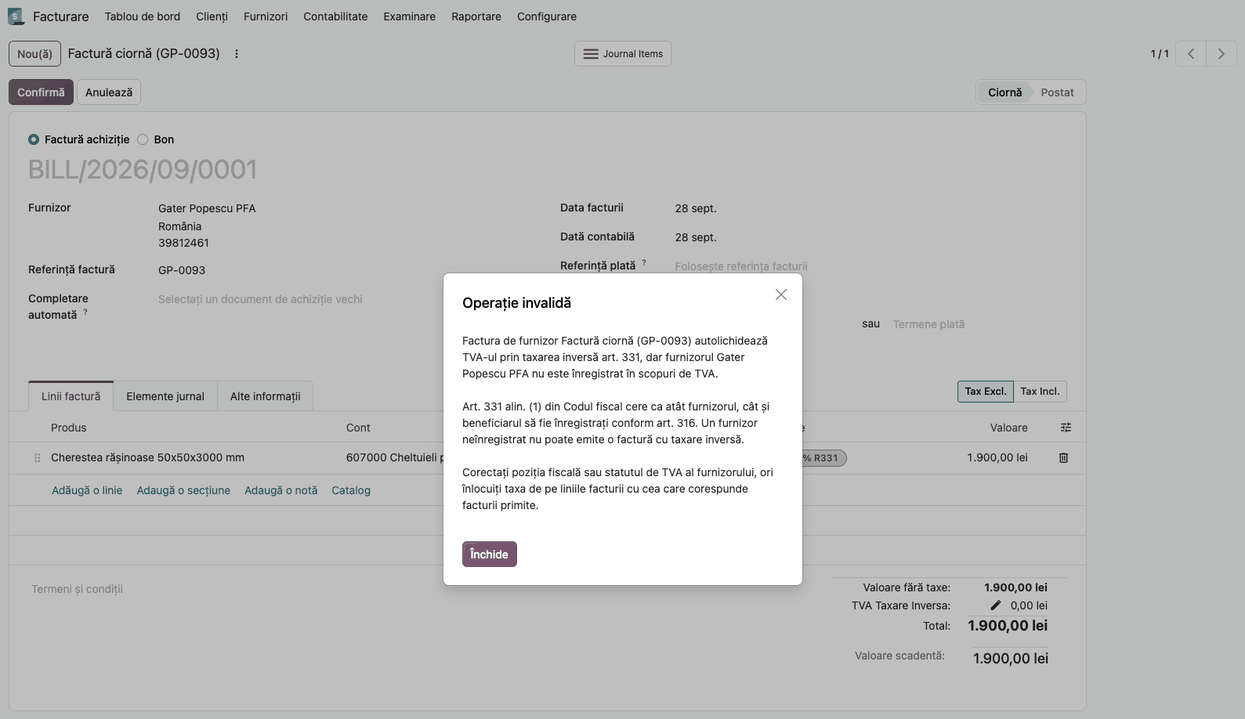 Facturare Tablou de bord Clienți Furnizori Contabilitate Examinare Raportare Configurare
Nou(ă) Factură ciornă (GP-0093) Journal Items 1 / 1
Confirmă Anulează Ciornă Postat
Factură achiziție Bon
BILL/2026/09/0001
Furnizor Gater Popescu PFA Data facturii 28 sept.
România
39812461 Dată contabilă 28 sept.
Referință factură GP-0093 Referință plată ? Folosește referința facturii
Completare automată ? Selectați un document de achiziție vechi
sau Termene plată
Operație invalidă
Factura de furnizor Factură ciornă (GP-0093) autolichidează
TVA-ul prin taxarea inversă art. 331, dar furnizorul Gater
Popescu PFA nu este înregistrat în scopuri de TVA.
Art. 331 alin. (1) din Codul fiscal cere ca atât furnizorul, cât și
beneficiarul să fie înregistrați conform art. 316. Un furnizor
neînregistrat nu poate emite o factură cu taxare inversă.
Corectați poziția fiscală sau statutul de TVA al furnizorului, ori
înlocuiți taxa de pe liniile facturii cu cea care corespunde
facturii primite.
Închide
Linii factură Elemente jurnal Alte informații Tax Excl. Tax Incl.
Produs Cont Valoare
Cherestea rășinoase 50x50x3000 mm 607000 Cheltuieli % R331 1.900,00 lei
Adăugă o linie Adaugă o secțiune Adaugă o notă Catalog
Termeni și condiții
Valoare fără taxe: 1.900,00 lei
TVA Taxare Inversa: 0,00 lei
Total: 1.900,00 lei
Valoare scadentă: 1.900,00 lei